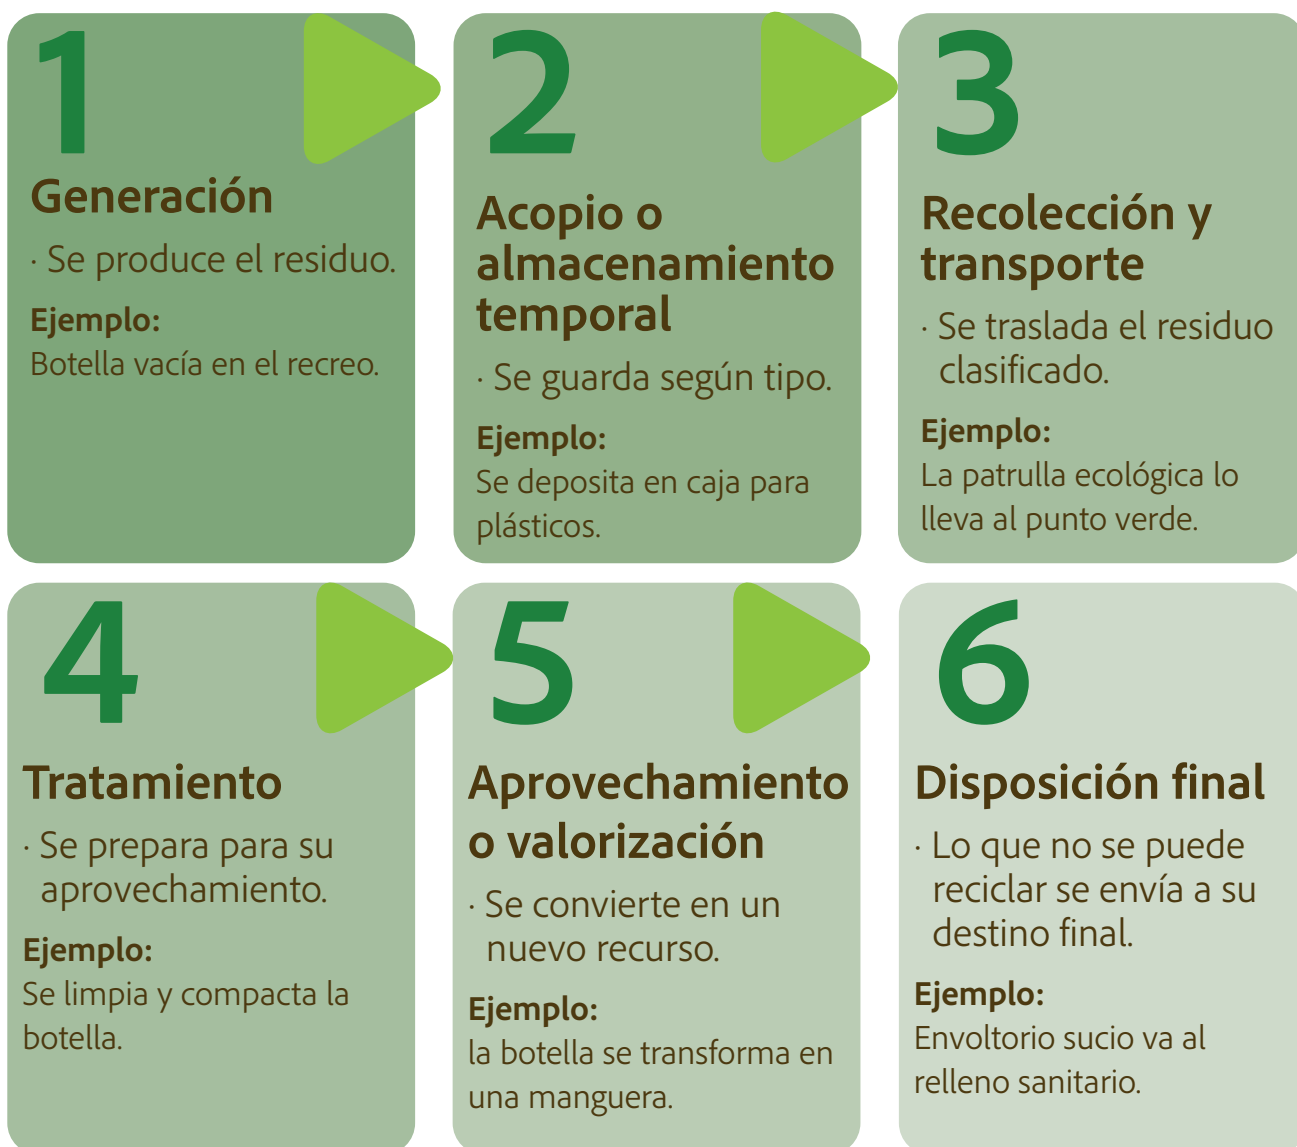 1
Generación
· Se produce el residuo.
Ejemplo:
Botella vacía en el recreo.
2
Acopio o
almacenamiento
temporal
· Se guarda según tipo.
Ejemplo:
Se deposita en caja para
plásticos.
3
Recolección y
transporte
· Se traslada el residuo
clasificado.
Ejemplo:
La patrulla ecológica lo
lleva al punto verde.
4
Tratamiento
· Se prepara para su
aprovechamiento.
Ejemplo:
Se limpia y compacta la
botella.
5
Aprovechamiento
o valorización
· Se convierte en un
nuevo recurso.
Ejemplo:
la botella se transforma en
una manguera.
6
Disposición final
· Lo que no se puede
reciclar se envía a su
destino final.
Ejemplo:
Envoltorio sucio va al
relleno sanitario.